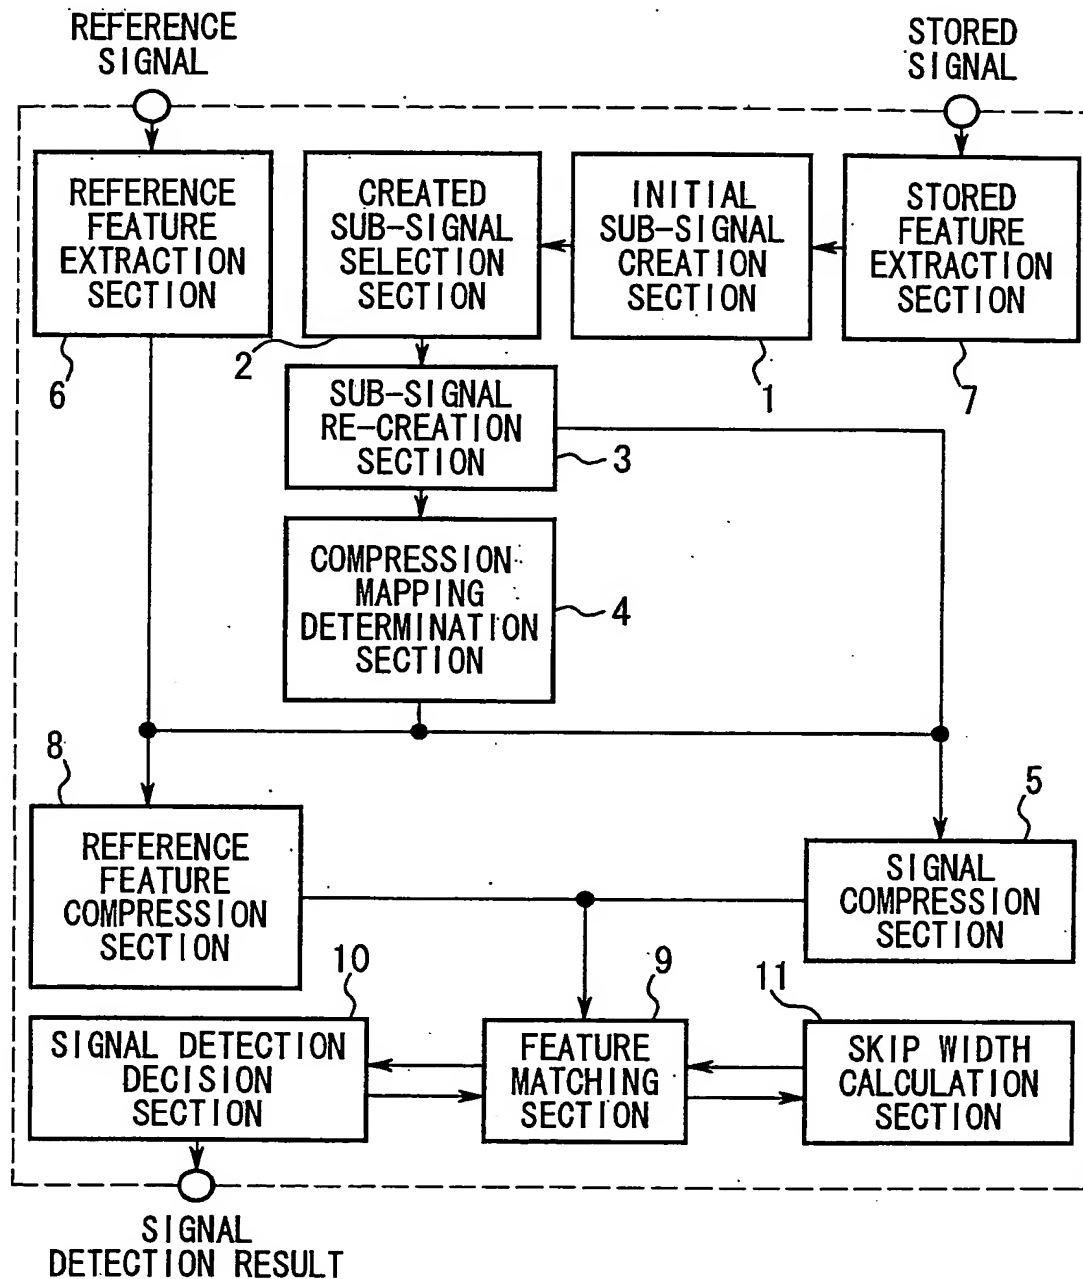 REFERENCE
SIGNAL
STORED
SIGNAL
REFERENCE
FEATURE
EXTRACTION
SECTION
CREATED
SUB-SIGNAL
SELECTION
SECTION
INITIAL
SUB-SIGNAL
CREATION
SECTION
STORED
FEATURE
EXTRACTION
SECTION
6
2
1
7
SUB-SIGNAL
RE-CREATION
SECTION
3
COMPRESSION
MAPPING
DETERMINATION
SECTION
4
8
REFERENCE
FEATURE
COMPRESSION
SECTION
5
SIGNAL
COMPRESSION
SECTION
10
SIGNAL DETECTION
DECISION
SECTION
9
FEATURE
MATCHING
SECTION
11
SKIP WIDTH
CALCULATION
SECTION
SIGNAL
DETECTION RESULT